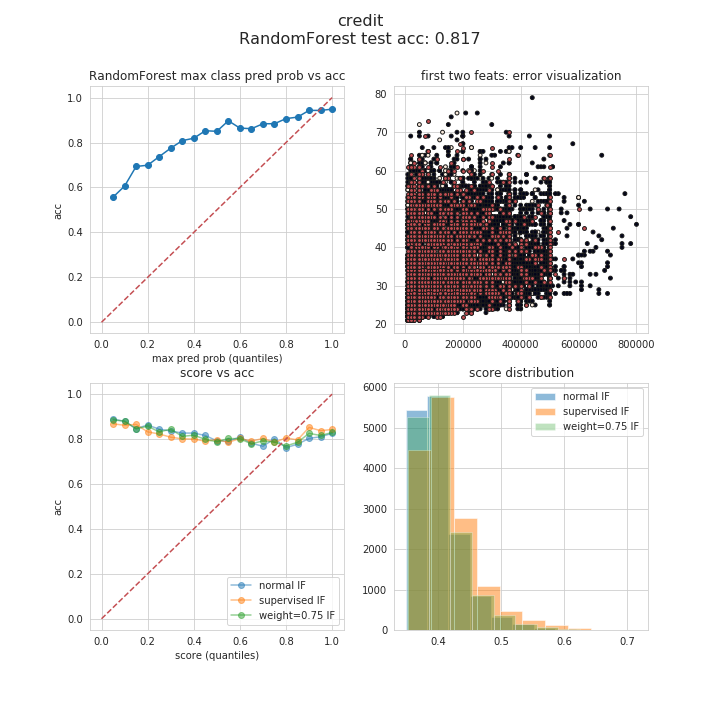 credit
RandomForest test acc: 0.817
RandomForest max class pred prob vs acc
1.0
0.8
0.6
0.4
0.2
0.0
acc
0.0 0.2 0.4 0.6 0.8 1.0
max pred prob (quantiles)
first two feats: error visualization
80
70
60
50
40
30
20
0 200000 400000 600000 800000
score vs acc
1.0
0.8
0.6
0.4
0.2
0.0
acc
normal IF
supervised IF
weight=0.75 IF
0.0 0.2 0.4 0.6 0.8 1.0
score (quantiles)
score distribution
6000
5000
4000
3000
2000
1000
0
normal IF
supervised IF
weight=0.75 IF
0.4 0.5 0.6 0.7